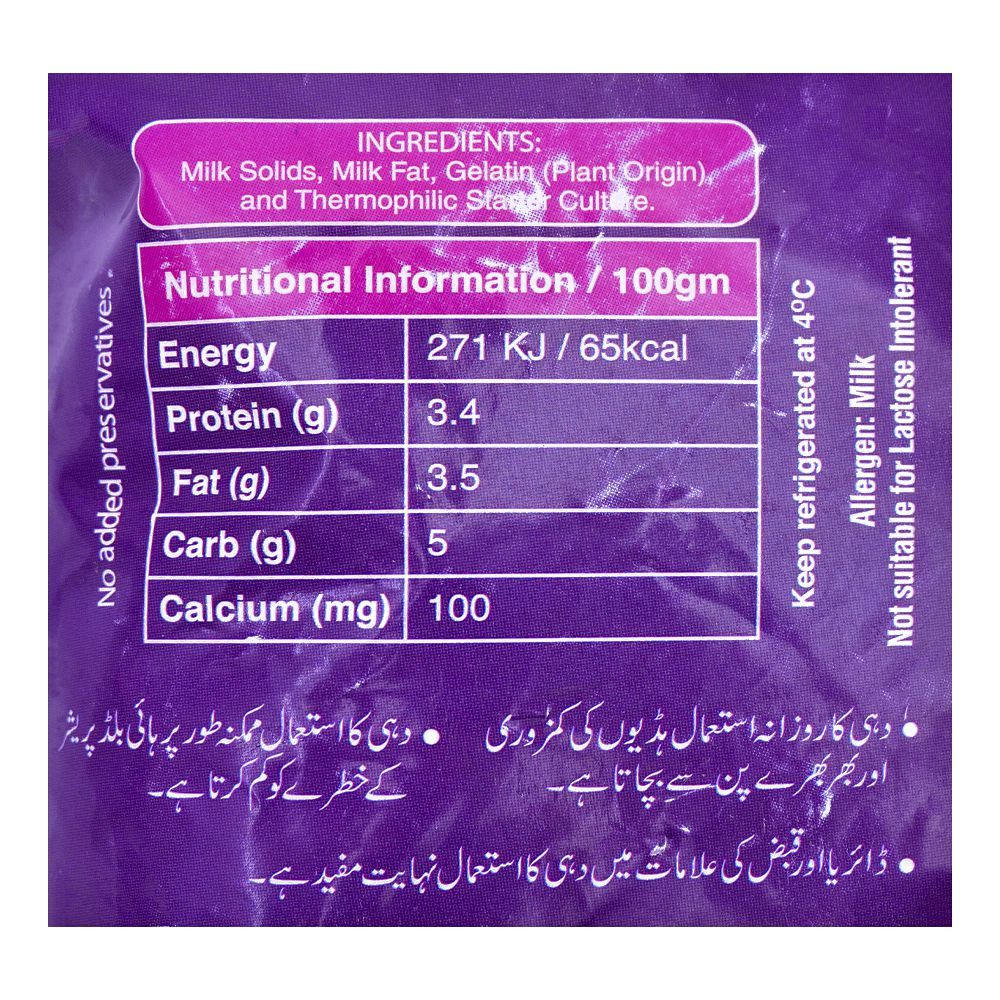 INGREDIENTS:
Milk Solids, Milk Fat, Gelatin (Plant Origin),
and Thermophilic Starter Culture.
Nutritional Information / 100gm
Energy 271 KJ / 65kcal
Protein (g) 3.4
Fat (g) 3.5
Carb (g) 5
Calcium (mg) 100
No added preservatives.
Keep refrigerated at 4ºC
Allergen: Milk
Not suitable for Lactose Intolerant
• دہی کا روزانہ استعمال ہڈیوں کی کمزوری
اور بھربھرے پن سے بچاتا ہے۔
• دہی کا استعمال ممکنہ طور پر ہائی بلڈ پریشر
کے خطرے کو کم کرتا ہے۔
• ڈائریا اور قبض کی علامات میں دہی کا استعمال نہایت مفید ہے۔